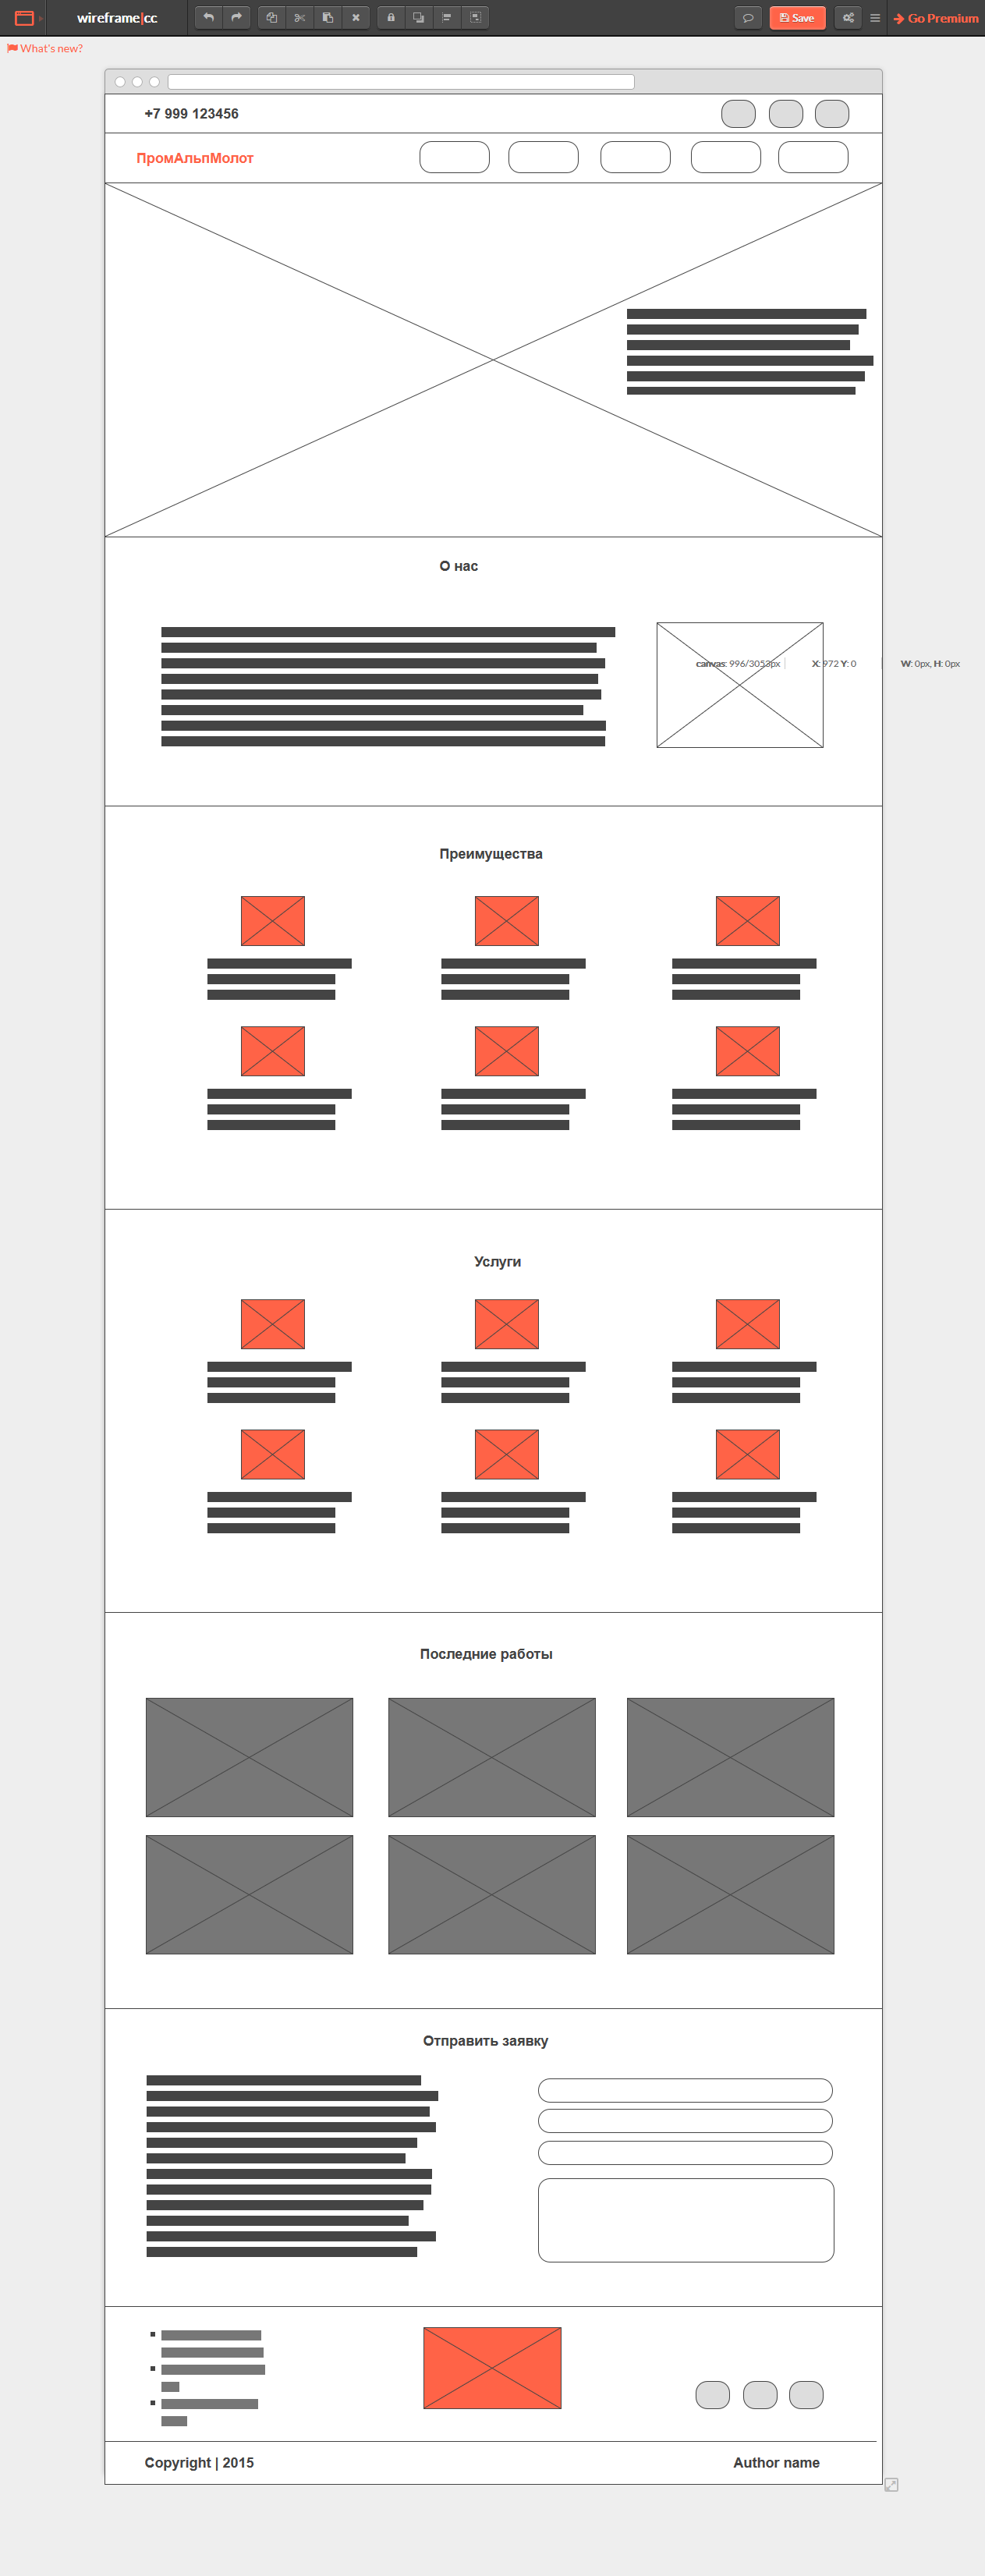 wireframe|cc
Save
Go Premium
What's new?
+7 999 123456
ПромАльпМолот
О нас
canvas: 996/3053px
X: 972 Y: 0
W: 0px, H: 0px
Преимущества
Услуги
Последние работы
Отправить заявку
Copyright | 2015
Author name